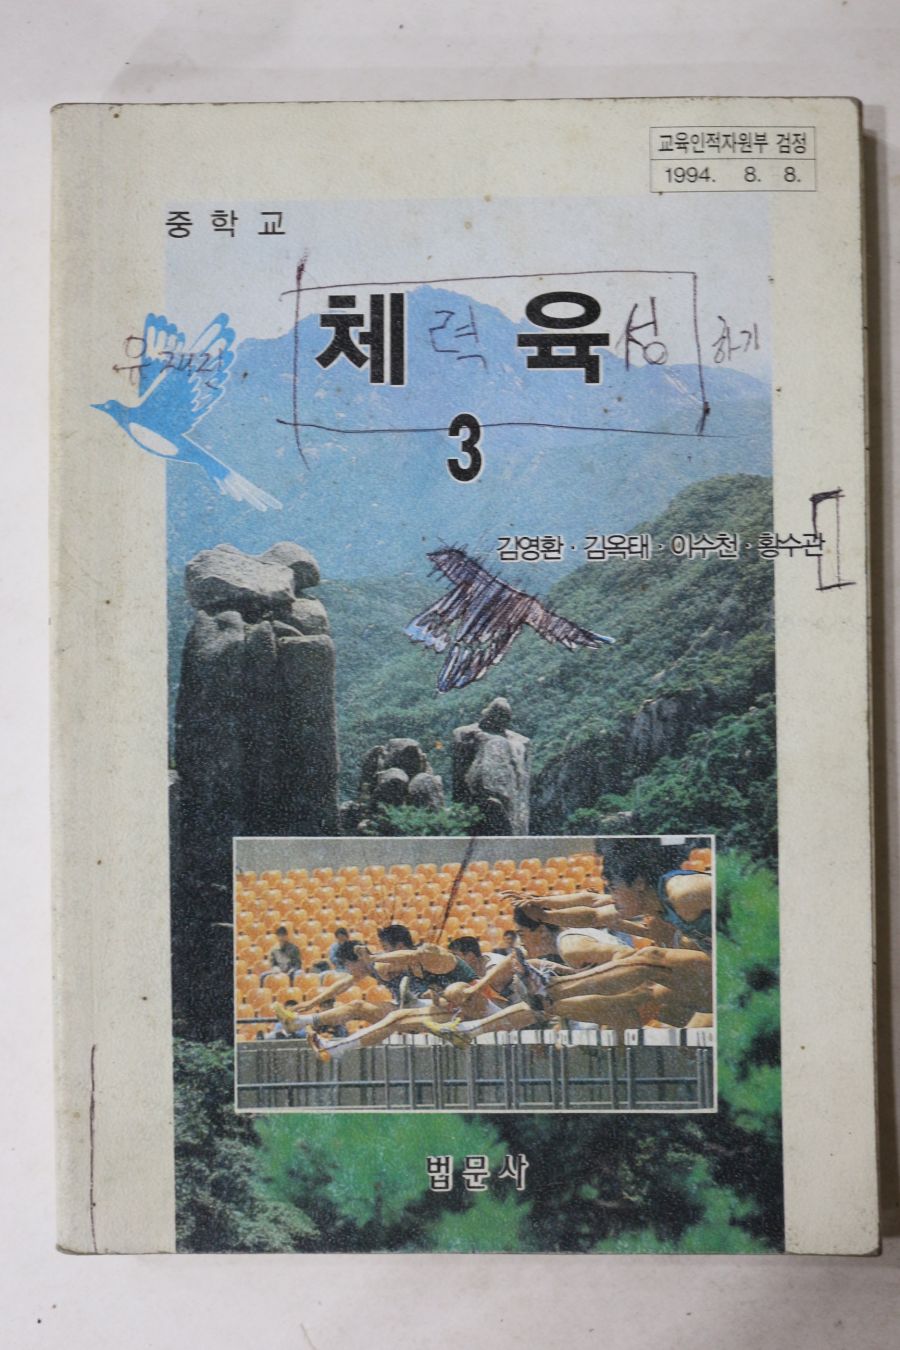 교육인적자원부 검정
1994. 8. 8.
중학교
체력 육성하기
3
김영환·김옥태·이수천·황수관
법문사